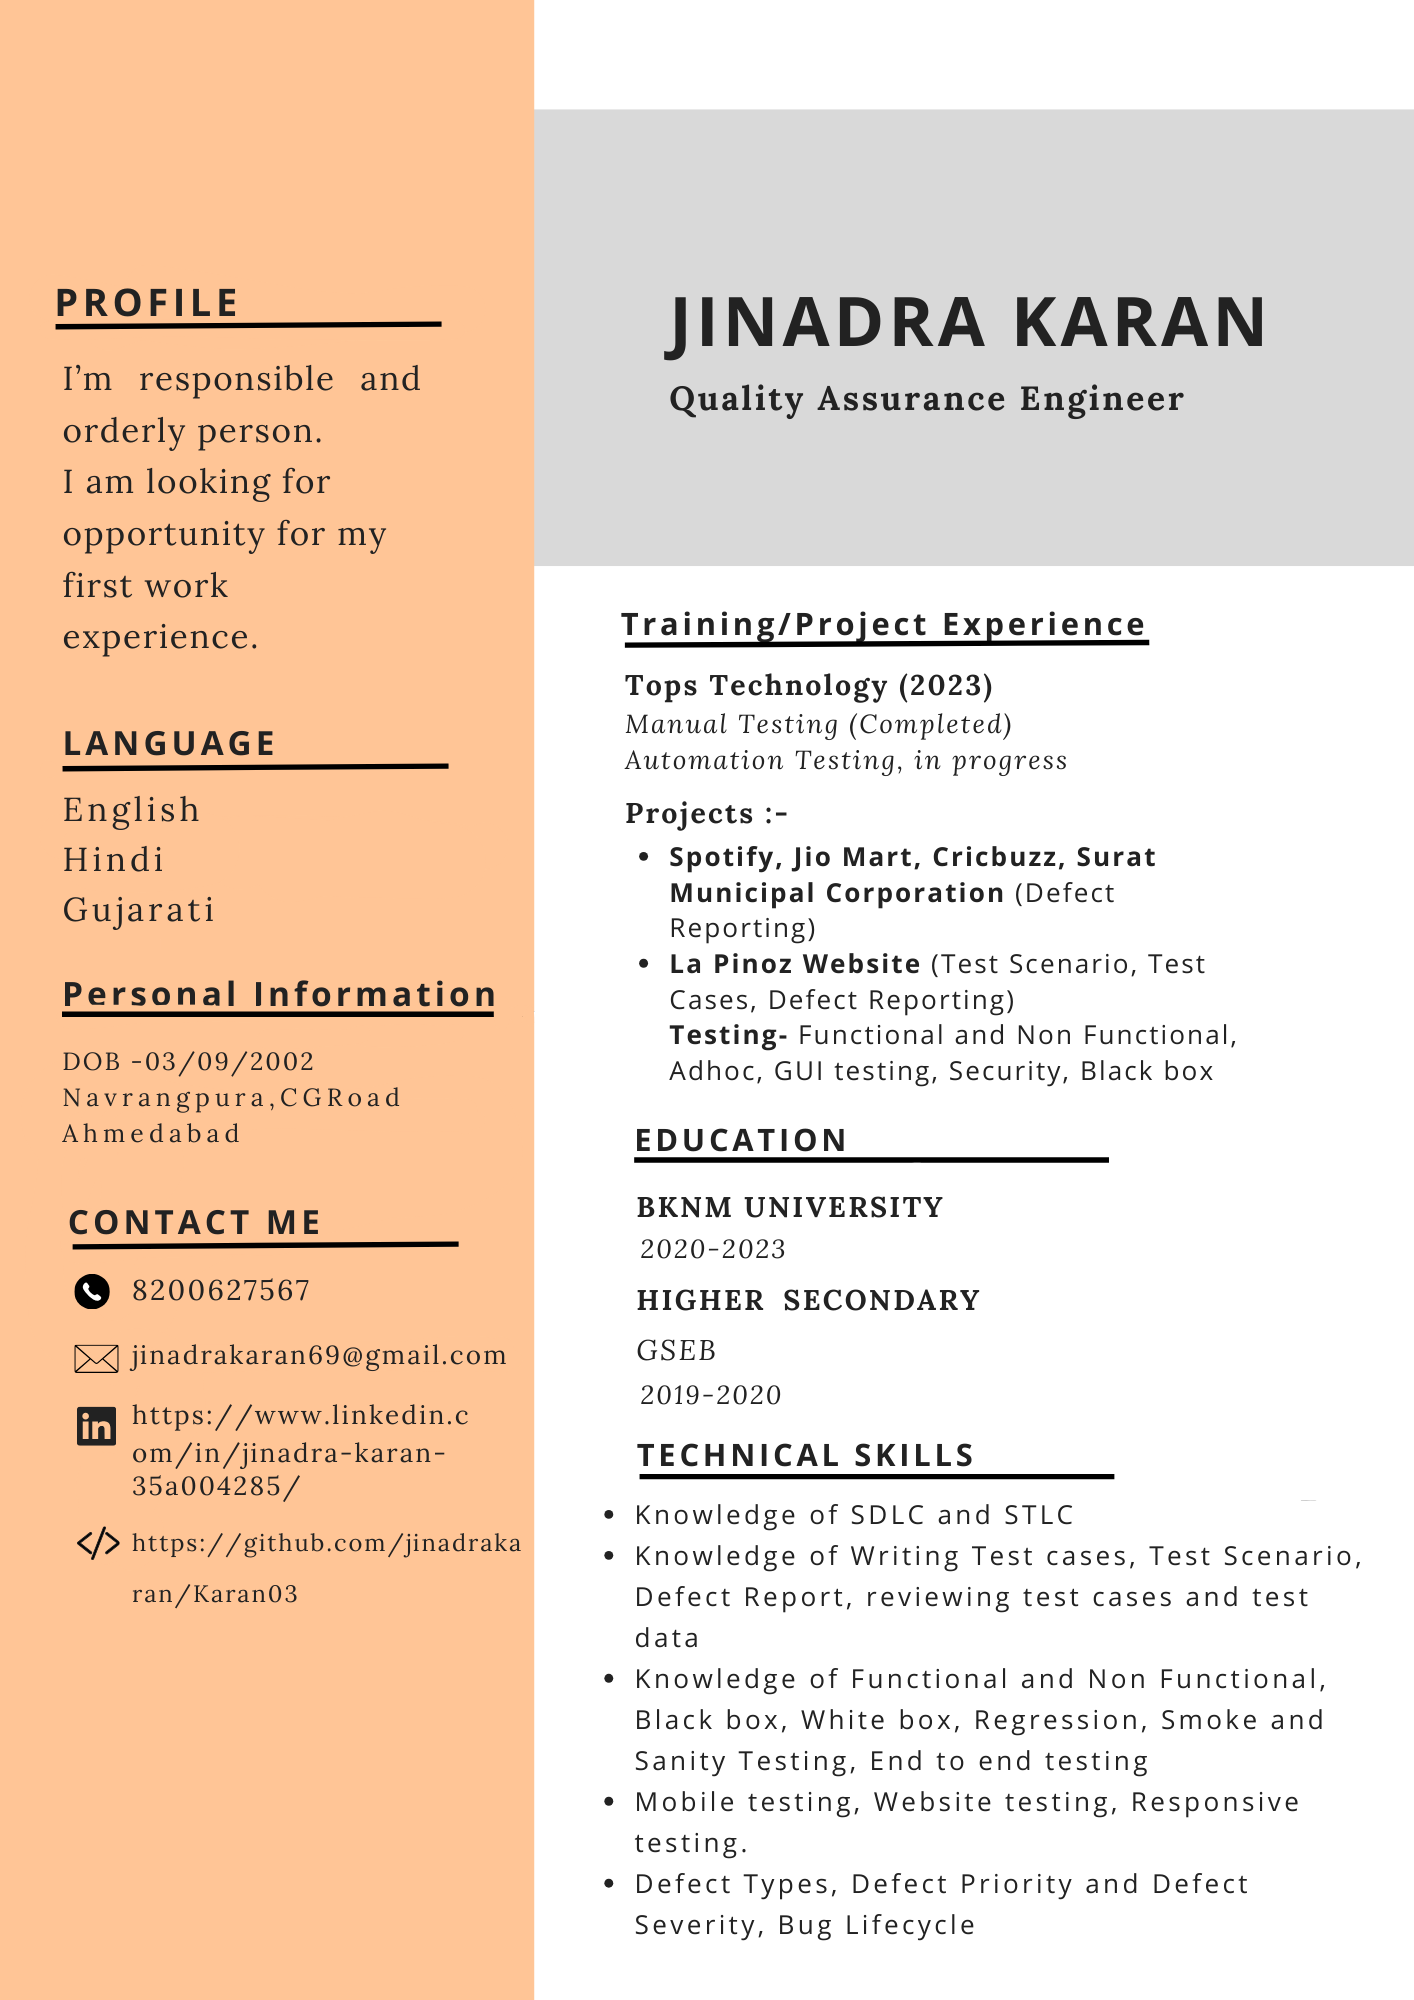 PROFILE
I’m responsible and
orderly person.
I am looking for
opportunity for my
first work
experience.
LANGUAGE
English
Hindi
Gujarati
Personal Information
DOB -03/09/2002
Navrangpura,CGRoad
Ahmedabad
CONTACT ME
8200627567
jinadrakaran69@gmail.com
https://www.linkedin.c
om/in/jinadra-karan-
35a004285/
https://github.com/jinadraka
ran/Karan03
JINADRA KARAN
Quality Assurance Engineer
Training/Project Experience
Tops Technology (2023)
Manual Testing (Completed)
Automation Testing, in progress
Projects :-
• Spotify, Jio Mart, Cricbuzz, Surat
Municipal Corporation (Defect
Reporting)
• La Pinoz Website (Test Scenario, Test
Cases, Defect Reporting)
Testing- Functional and Non Functional,
Adhoc, GUI testing, Security, Black box
EDUCATION
BKNM UNIVERSITY
2020-2023
HIGHER SECONDARY
GSEB
2019-2020
TECHNICAL SKILLS
• Knowledge of SDLC and STLC
• Knowledge of Writing Test cases, Test Scenario,
Defect Report, reviewing test cases and test
data
• Knowledge of Functional and Non Functional,
Black box, White box, Regression, Smoke and
Sanity Testing, End to end testing
• Mobile testing, Website testing, Responsive
testing.
• Defect Types, Defect Priority and Defect
Severity, Bug Lifecycle